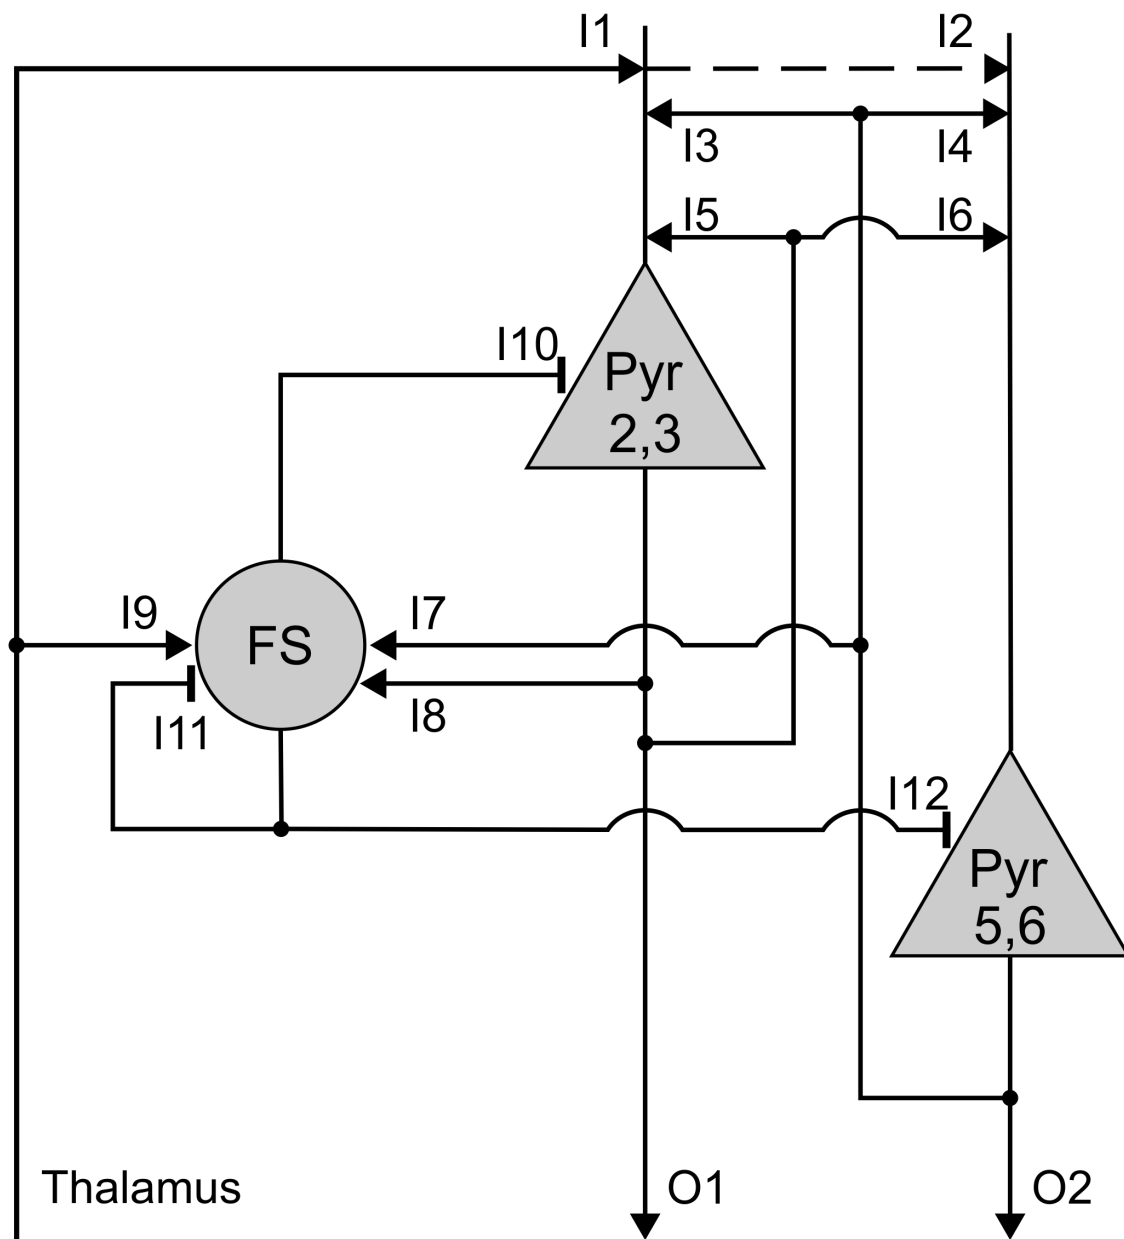 I1
I2
I3
I4
I5
I6
I10
Pyr
2,3
I9
I7
FS
I11
I8
I12
Pyr
5,6
Thalamus
O1
O2